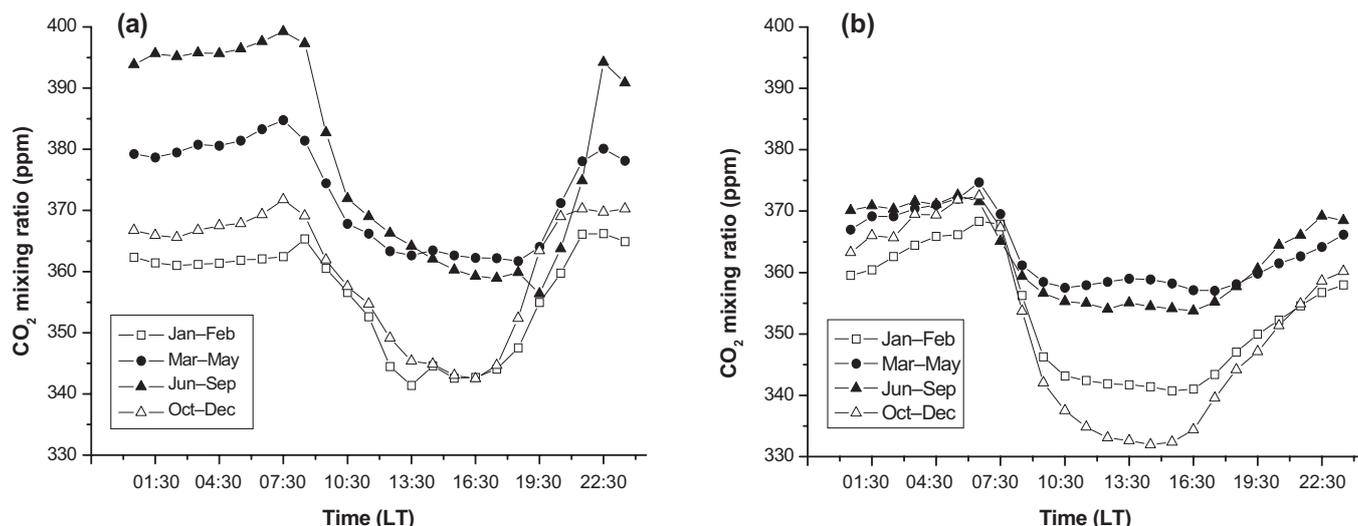 (a)
400
390
380
370
360
350
340
330
CO2 mixing ratio (ppm)
Jan–Feb
Mar–May
Jun–Sep
Oct–Dec
01:30 04:30 07:30 10:30 13:30 16:30 19:30 22:30
Time (LT)
(b)
400
390
380
370
360
350
340
330
CO2 mixing ratio (ppm)
Jan–Feb
Mar–May
Jun–Sep
Oct–Dec
01:30 04:30 07:30 10:30 13:30 16:30 19:30 22:30
Time (LT)